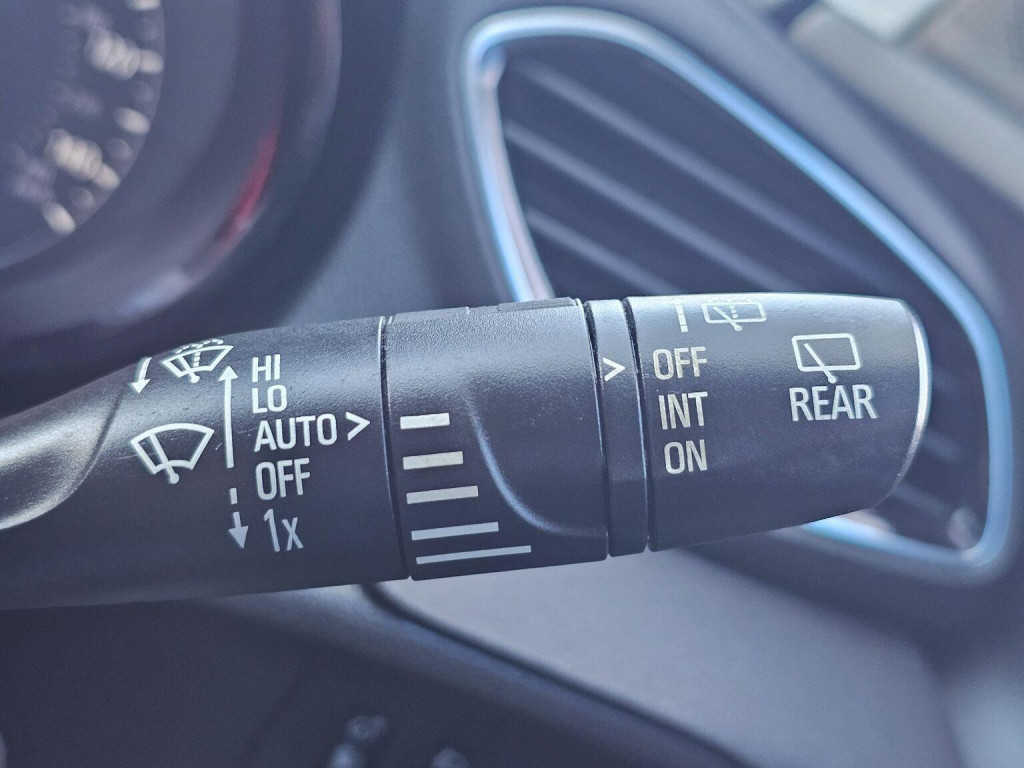 HI
LO
AUTO >
OFF
1x
> OFF
INT
ON
REAR